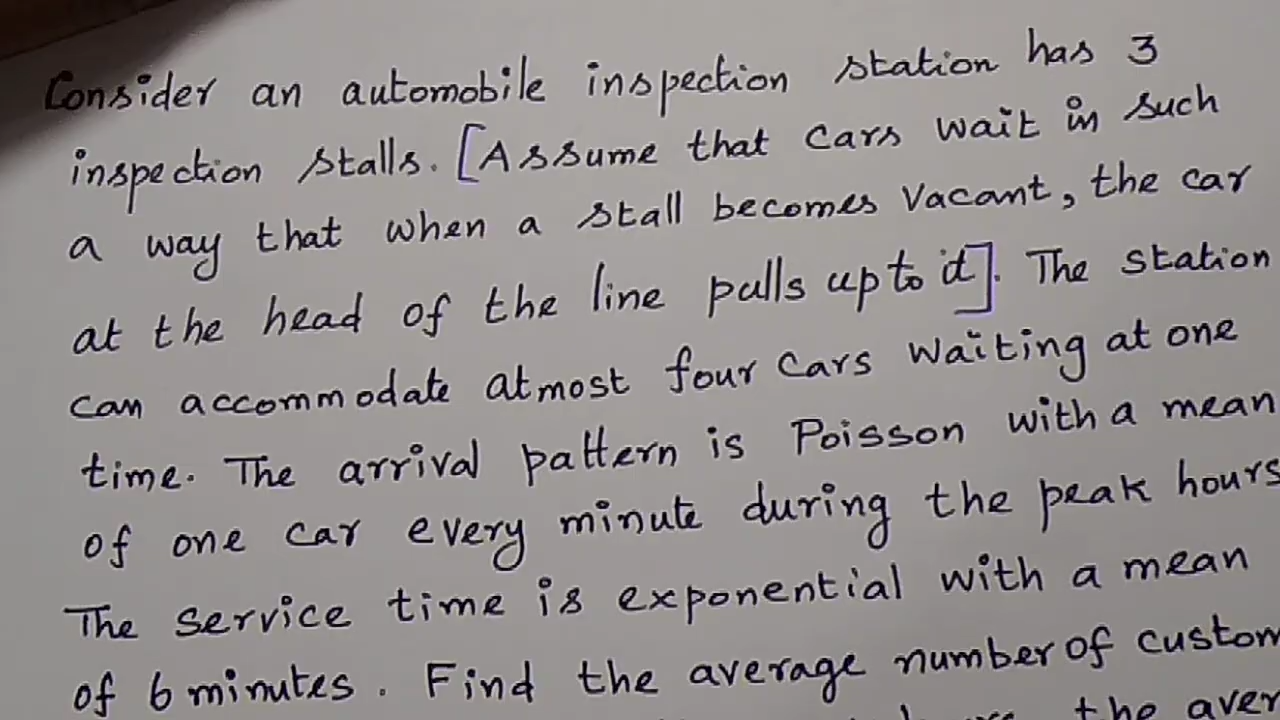 Consider an automobile inspection station has 3
inspection stalls. [Assume that cars wait in such
a way that when a stall becomes vacant, the car
at the head of the line pulls up to it]. The station
can accommodate atmost four cars waiting at one
time. The arrival pattern is Poisson with a mean
of one car every minute during the peak hours
The service time is exponential with a mean
of 6 minutes. Find the average number of custom
the aver